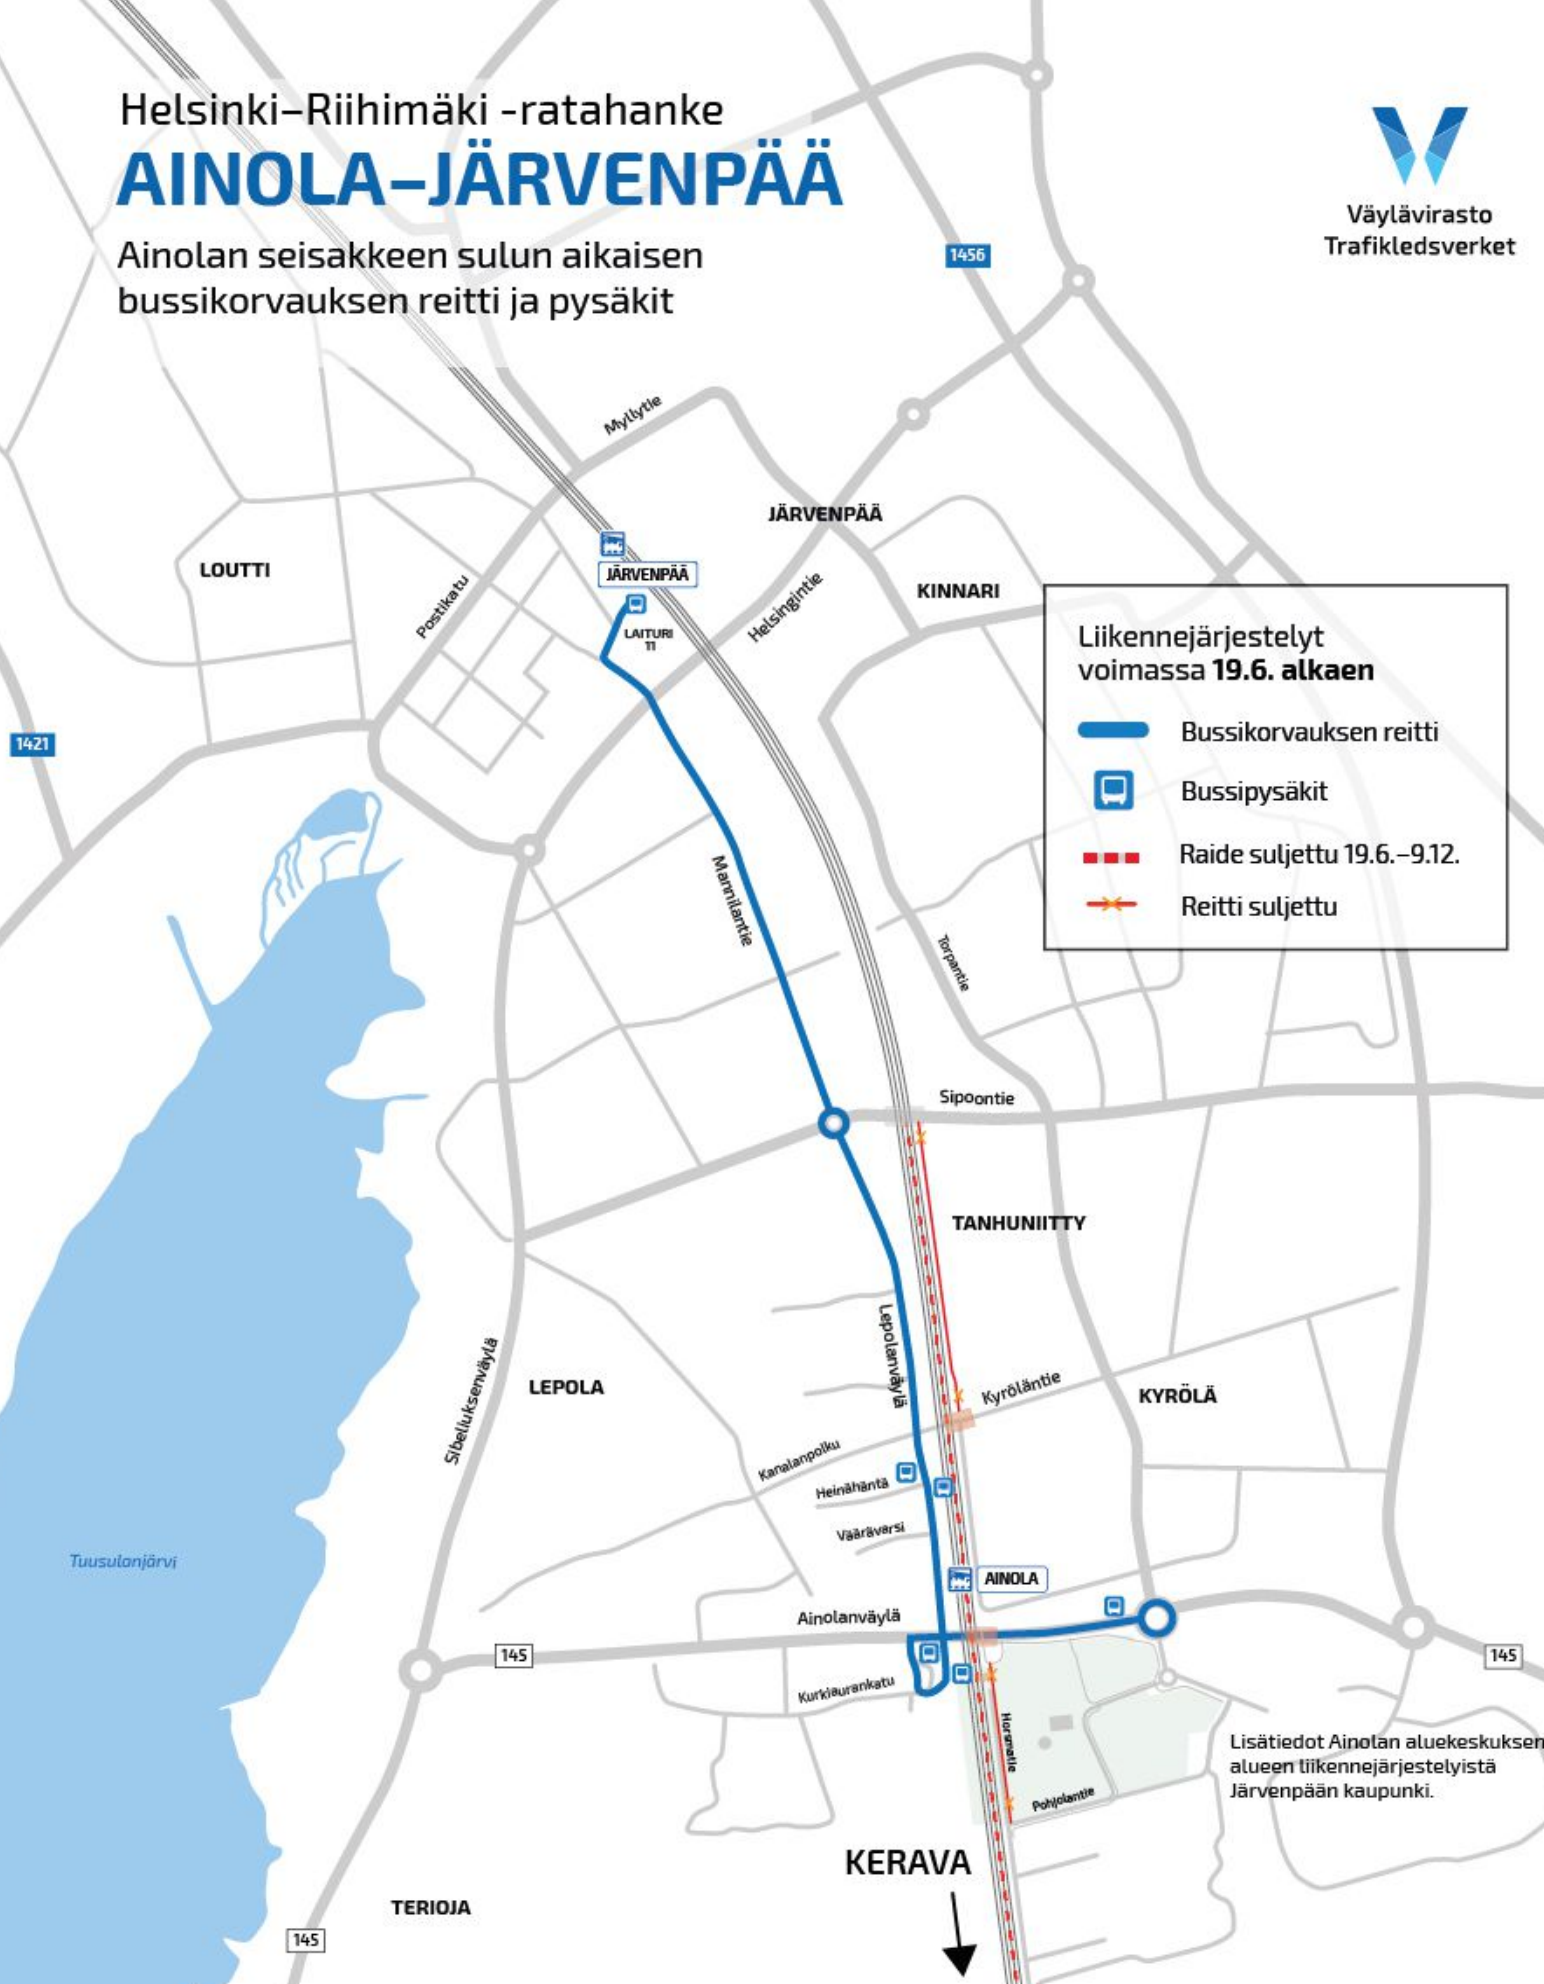 Helsinki–Riihimäki -ratahanke
AINOLA–JÄRVENPÄÄ
Ainolan seisakkeen sulun aikaisen
bussikorvauksen reitti ja pysäkit
Väylävirasto
Trafikledsverket
1456
Myllytie
JÄRVENPÄÄ
LOUTTI
JÄRVENPÄÄ
LAITURI
11
Postikatu
Helsingintie
KINNARI
Liikennejärjestelyt
voimassa 19.6. alkaen
Bussikorvauksen reitti
Bussipysäkit
Raide suljettu 19.6.–9.12.
Reitti suljettu
1421
Mannilantie
Torpantie
Sipoontie
TANHUNIITTY
Lepolanväylä
Sibeliuksenväylä
LEPOLA
Kyröläntie
KYRÖLÄ
Kanalanpolku
Heinähäntä
Väärävarsi
Tuusulanjärvi
AINOLA
Ainolanväylä
145
145
Kurkiaurankatu
Horsmatie
Pohjolantie
Lisätiedot Ainolan aluekeskuksen
alueen liikennejärjestelyistä
Järvenpään kaupunki.
KERAVA
TERIOJA
145